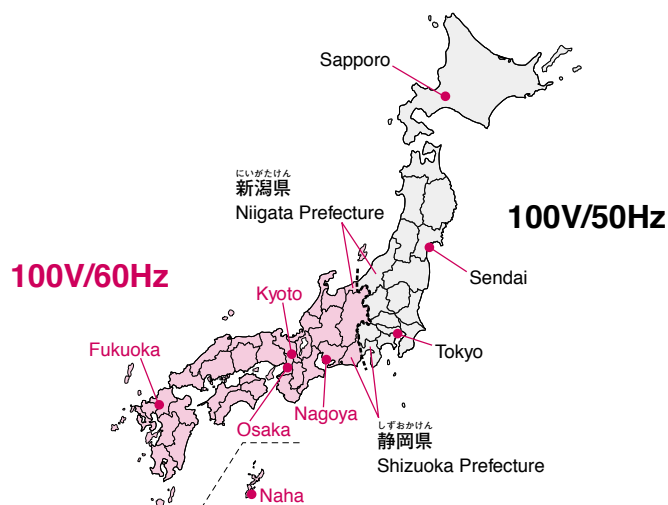 Sapporo
にいがたけん
新潟県
Niigata Prefecture
100V/50Hz
100V/60Hz
Sendai
Kyoto
Fukuoka
Tokyo
Nagoya
Osaka
しずおかけん
静岡県
Shizuoka Prefecture
Naha